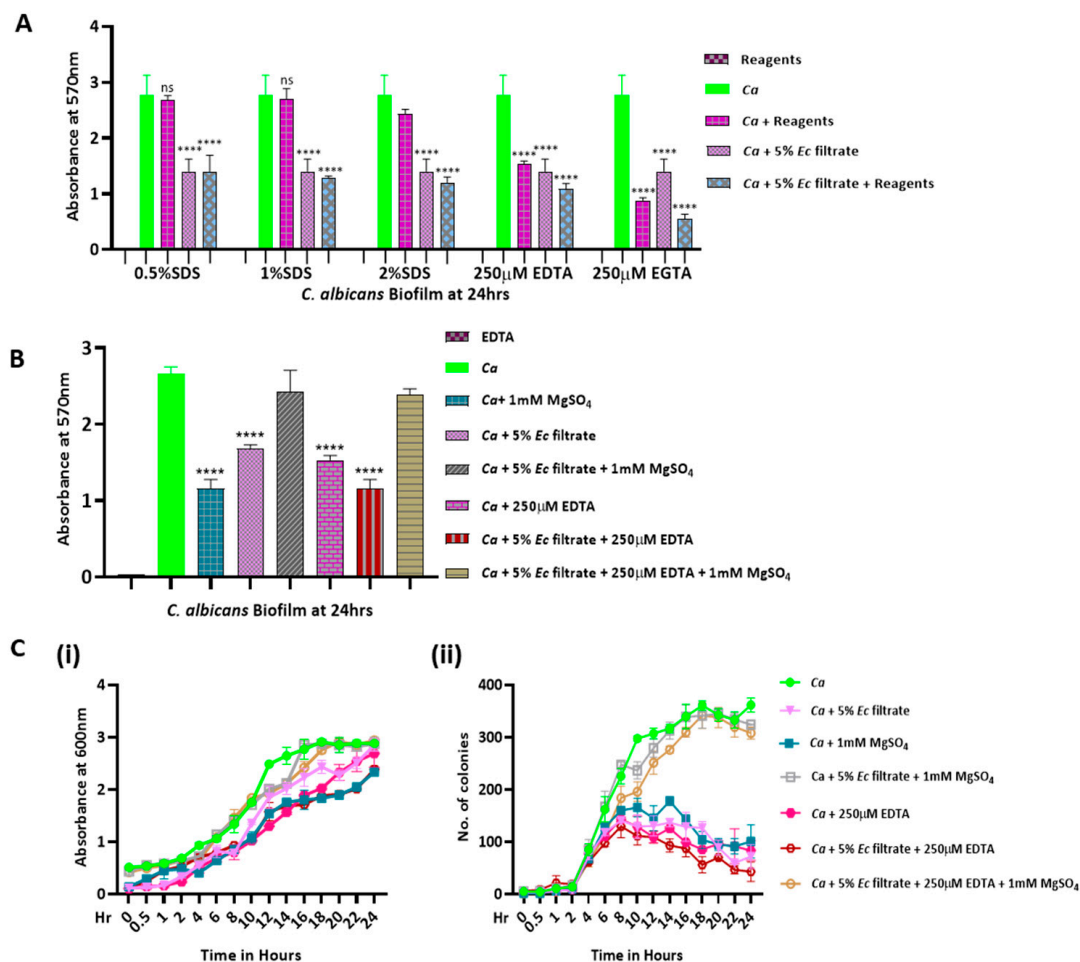 A
Absorbance at 570nm
4
3
2
1
0
ns
**** ****
ns
****
****
****
****
****
****
****
****
****
****
0.5%SDS 1%SDS 2%SDS 250µM EDTA 250µM EGTA
C. albicans Biofilm at 24hrs
Reagents
Ca
Ca + Reagents
Ca + 5% Ec filtrate
Ca + 5% Ec filtrate + Reagents
B
Absorbance at 570nm
3
2
1
0
****
****
****
****
C. albicans Biofilm at 24hrs
EDTA
Ca
Ca+ 1mM MgSO4
Ca + 5% Ec filtrate
Ca + 5% Ec filtrate + 1mM MgSO4
Ca + 250µM EDTA
Ca + 5% Ec filtrate + 250µM EDTA
Ca + 5% Ec filtrate + 250µM EDTA + 1mM MgSO4
C
(i)
Absorbance at 600nm
4
3
2
1
0
Hr 0 0.5 1 2 4 6 8 10 12 14 16 18 20 22 24
Time in Hours
(ii)
No. of colonies
400
300
200
100
0
Hr 0 0.5 1 2 4 6 8 10 12 14 16 18 20 22 24
Time in Hours
Ca
Ca + 5% Ec filtrate
Ca + 1mM MgSO4
Ca + 5% Ec filtrate + 1mM MgSO4
Ca + 250µM EDTA
Ca + 5% Ec filtrate + 250µM EDTA
Ca + 5% Ec filtrate + 250µM EDTA + 1mM MgSO4